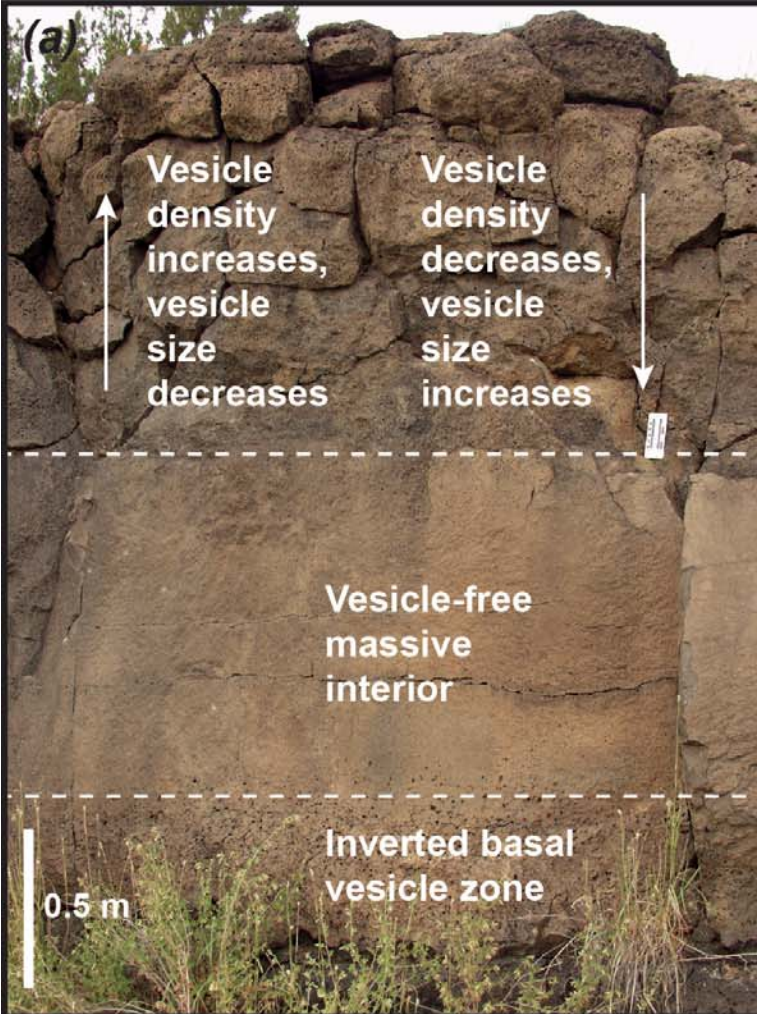 (a)
Vesicle
density
increases,
vesicle
size
decreases
Vesicle
density
decreases,
vesicle
size
increases
Vesicle-free
massive
interior
Inverted basal
vesicle zone
0.5 m